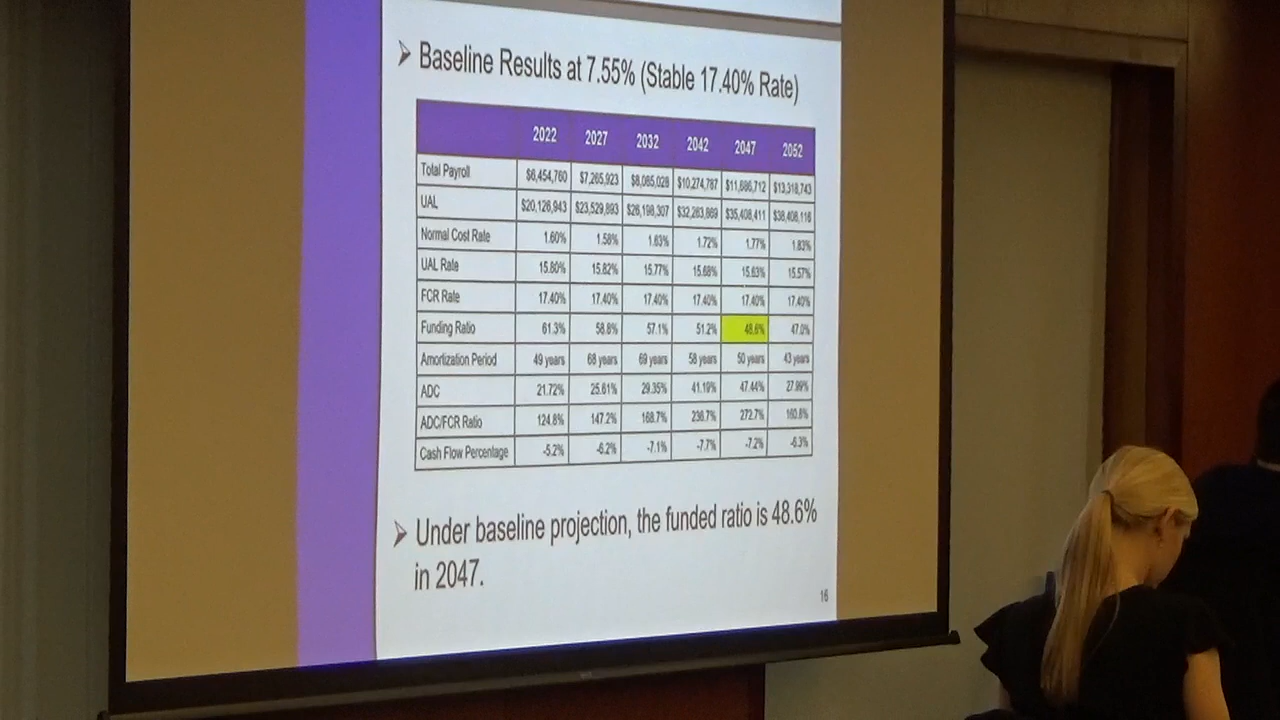 Baseline Results at 7.55% (Stable 17.40% Rate)
2022 2027 2032 2042 2047 2052
Total Payroll $6,454,760 $7,265,923 $8,065,028 $10,274,787 $11,686,712 $13,318,743
UAL $20,126,943 $23,529,893 $26,198,307 $32,263,869 $35,408,411 $38,408,116
Normal Cost Rate 1.60% 1.58% 1.63% 1.72% 1.77% 1.83%
UAL Rate 15.80% 15.82% 15.77% 15.68% 15.63% 15.57%
FCR Rate 17.40% 17.40% 17.40% 17.40% 17.40% 17.40%
Funding Ratio 61.3% 58.8% 57.1% 51.2% 48.6% 47.0%
Amortization Period 49 years 68 years 69 years 58 years 50 years 43 years
ADC 21.72% 25.61% 29.35% 41.19% 47.44% 27.99%
ADC/FCR Ratio 124.8% 147.2% 168.7% 236.7% 272.7% 160.8%
Cash Flow Percentage -5.2% -6.2% -7.1% -7.7% -7.2% -6.3%
Under baseline projection, the funded ratio is 48.6%
in 2047.
16